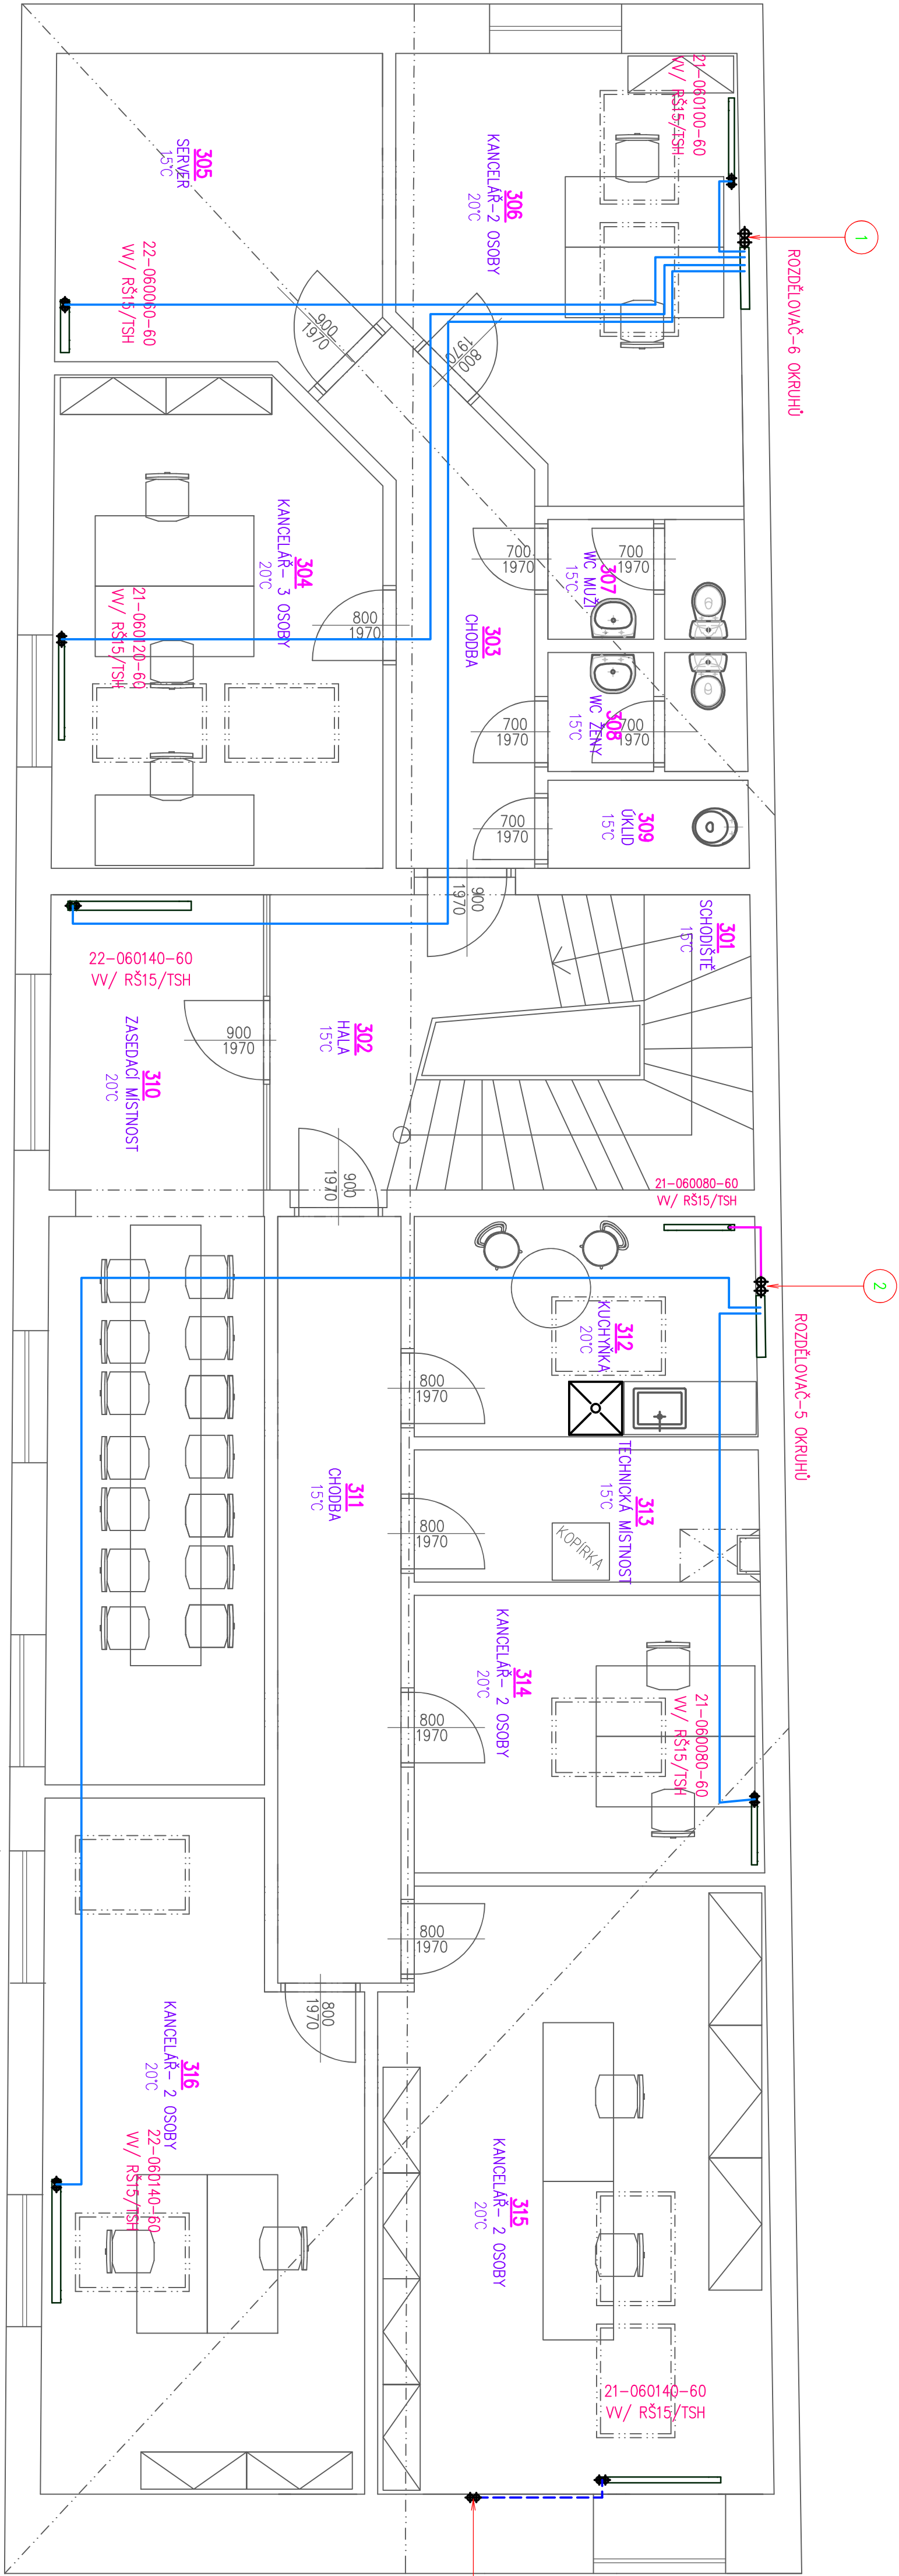 21-060100-60
VV/ RŠ15/TSH
1
ROZDĚLOVAČ-6 OKRUHŮ
306
KANCELÁŘ-2 OSOBY
20°C
305
SERVER
15°C
22-060060-60
VV/ RŠ15/TSH
900
1970
800
1970
304
KANCELÁŘ- 3 OSOBY
20°C
21-060120-60
VV/ RŠ15/TSH
800
1970
303
CHODBA
307
WC MUŽI
15°C
700
1970
700
1970
308
WC ŽENY
15°C
700
1970
700
1970
309
ÚKLID
15°C
700
1970
900
1970
301
SCHODIŠTĚ
15°C
22-060140-60
VV/ RŠ15/TSH
302
HALA
15°C
900
1970
310
ZASEDACÍ MÍSTNOST
20°C
900
1970
21-060080-60
VV/ RŠ15/TSH
2
ROZDĚLOVAČ-5 OKRUHŮ
312
KUCHYŇKA
20°C
800
1970
311
CHODBA
15°C
313
TECHNICKÁ MÍSTNOST
15°C
KOPÍRKA
800
1970
314
KANCELÁŘ- 2 OSOBY
20°C
21-060080-60
VV/ RŠ15/TSH
800
1970
800
1970
800
1970
316
KANCELÁŘ- 2 OSOBY
20°C
22-060140-60
VV/ RŠ15/TSH
315
KANCELÁŘ- 2 OSOBY
20°C
21-060140-60
VV/ RŠ15/TSH